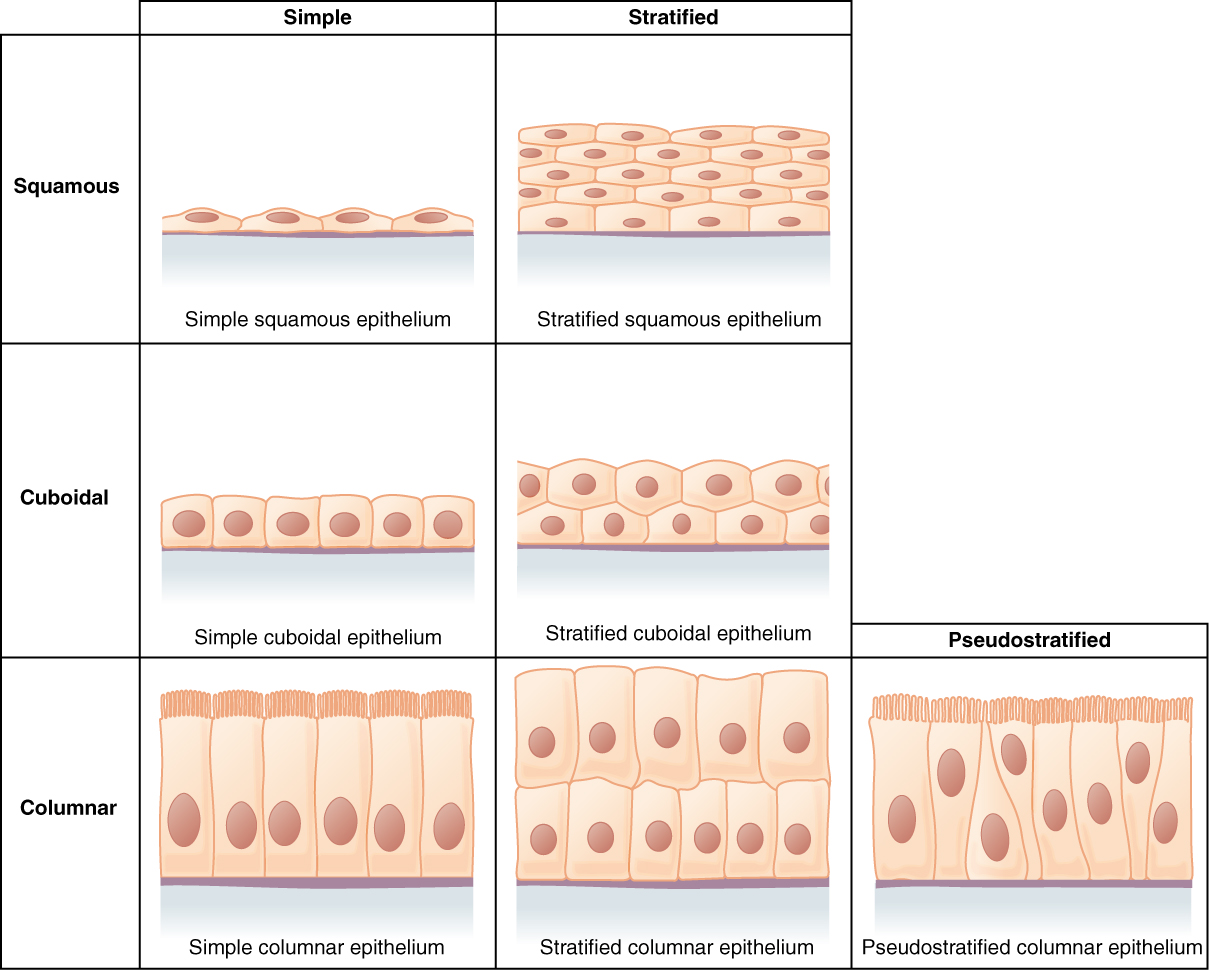 Simple
Stratified
Squamous
Simple squamous epithelium
Stratified squamous epithelium
Cuboidal
Simple cuboidal epithelium
Stratified cuboidal epithelium
Pseudostratified
Columnar
Simple columnar epithelium
Stratified columnar epithelium
Pseudostratified columnar epithelium